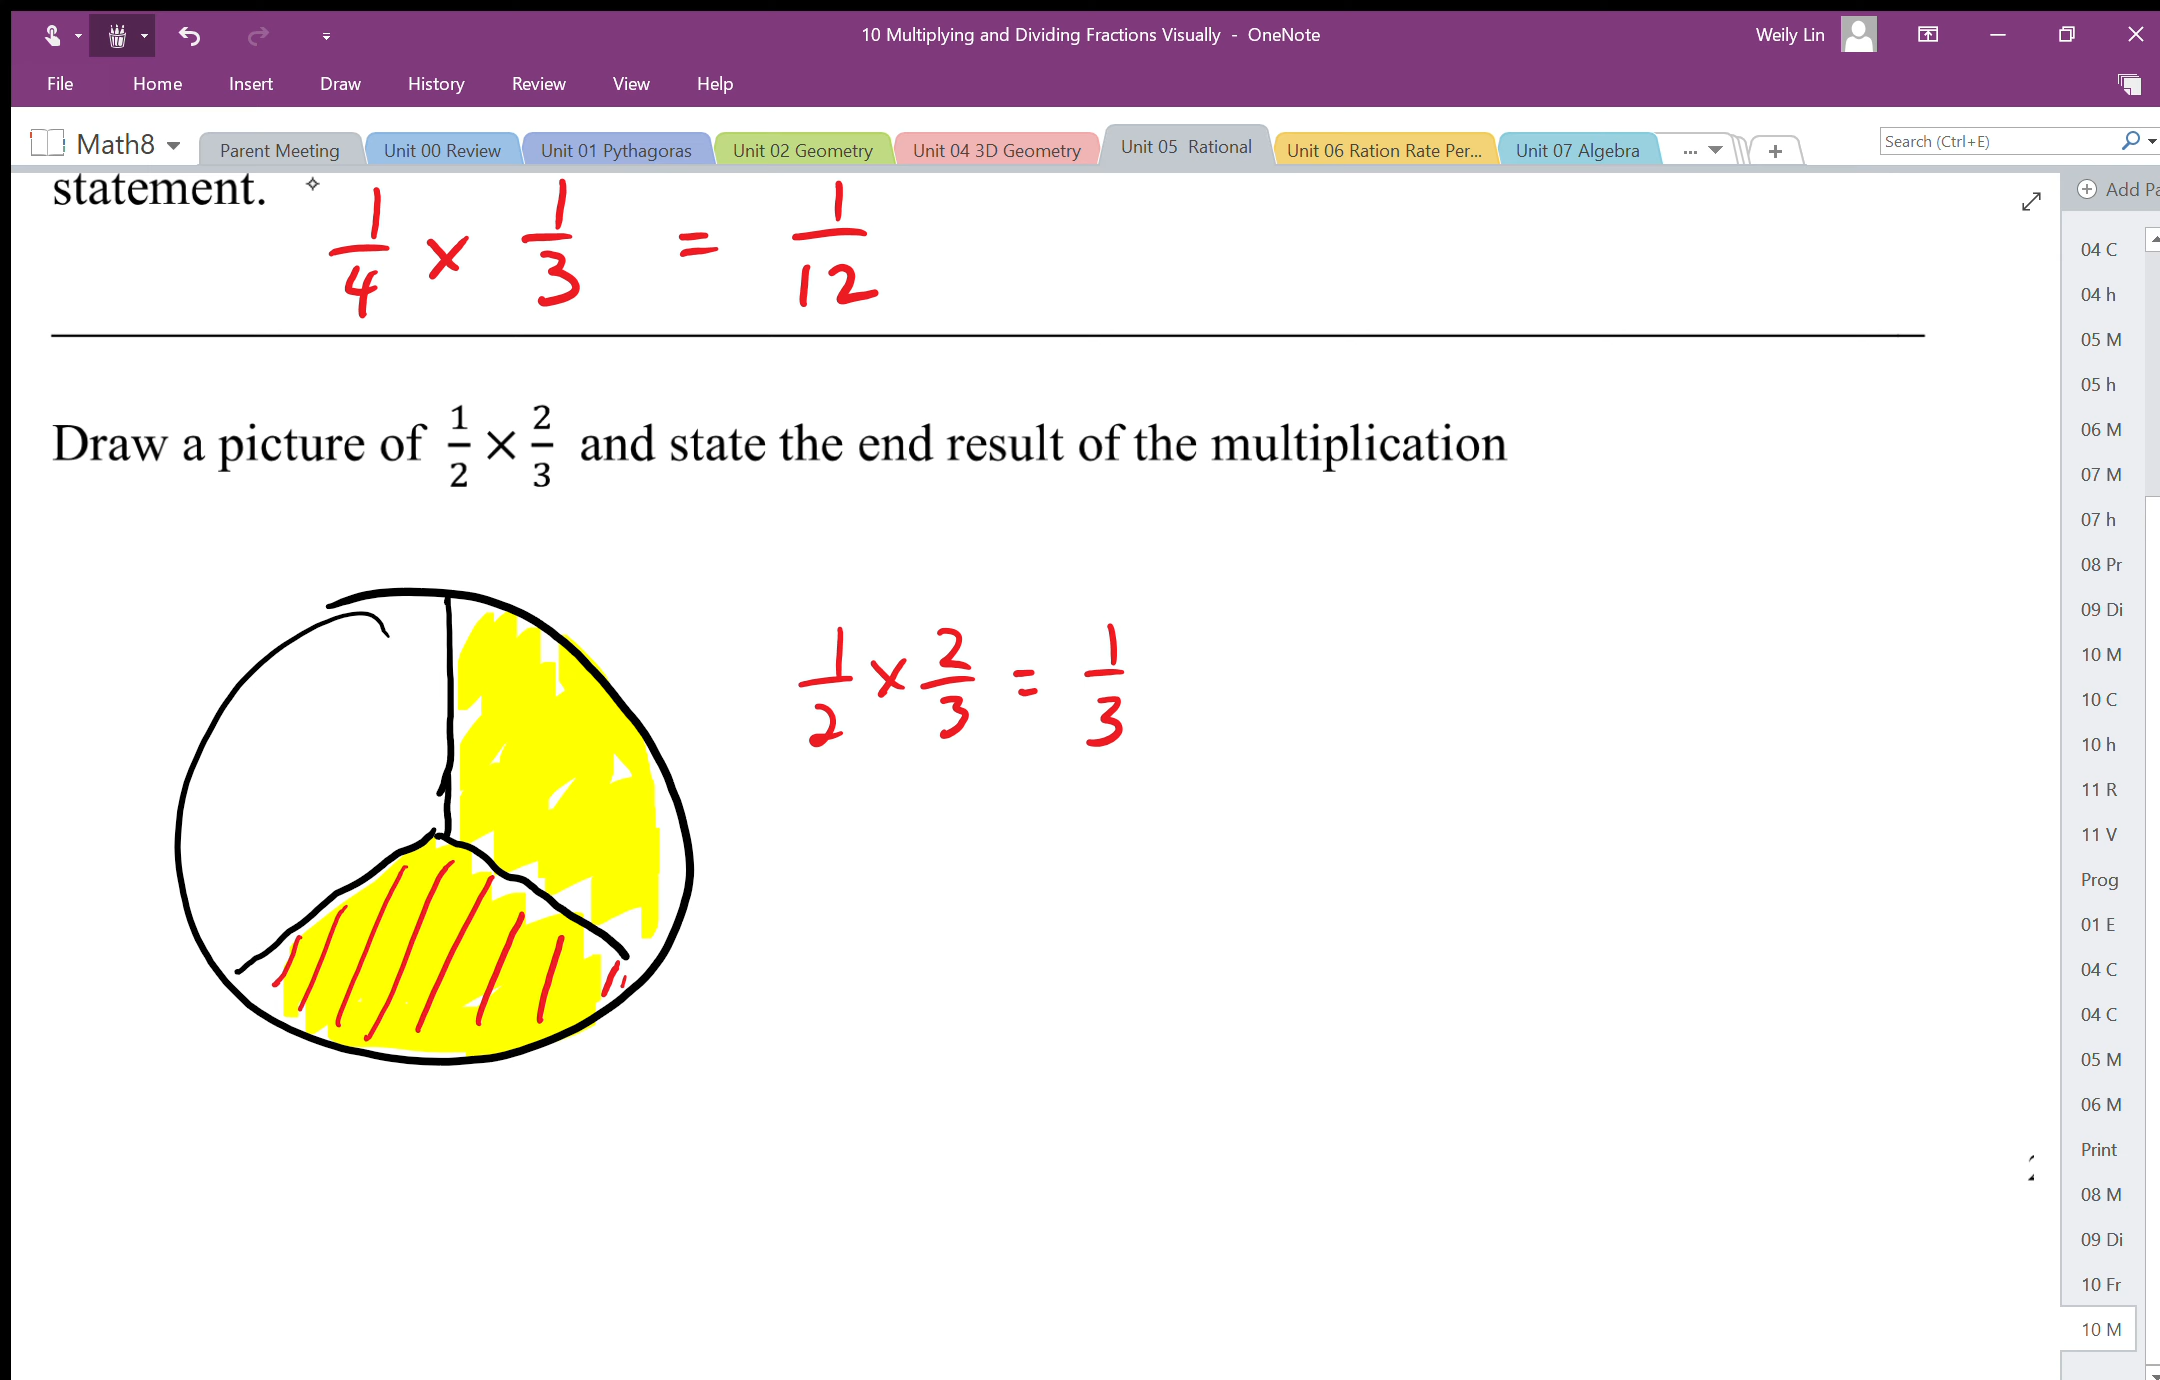 10 Multiplying and Dividing Fractions Visually - OneNote
Weily Lin
File Home Insert Draw History Review View Help
Math8
Parent Meeting
Unit 00 Review
Unit 01 Pythagoras
Unit 02 Geometry
Unit 04 3D Geometry
Unit 05 Rational
Unit 06 Ration Rate Per...
Unit 07 Algebra
...
+
Search (Ctrl+E)
statement.
1/4 × 1/3 = 1/12
Draw a picture of 1/2 × 2/3 and state the end result of the multiplication
1/2 × 2/3 = 1/3
Add Pa
04 C
04 h
05 M
05 h
06 M
07 M
07 h
08 Pr
09 Di
10 M
10 C
10 h
11 R
11 V
Prog
01 E
04 C
04 C
05 M
06 M
Print
08 M
09 Di
10 Fr
10 M